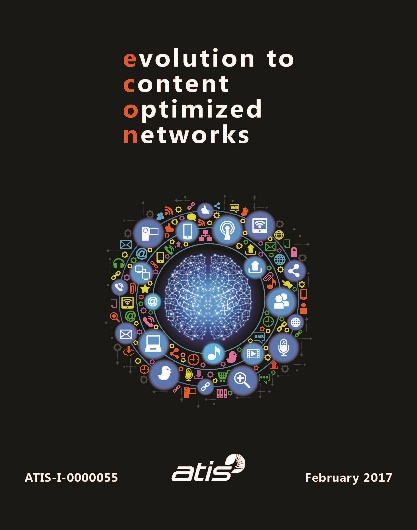 evolution to
content
optimized
networks
ATIS-I-0000055
atis
February 2017